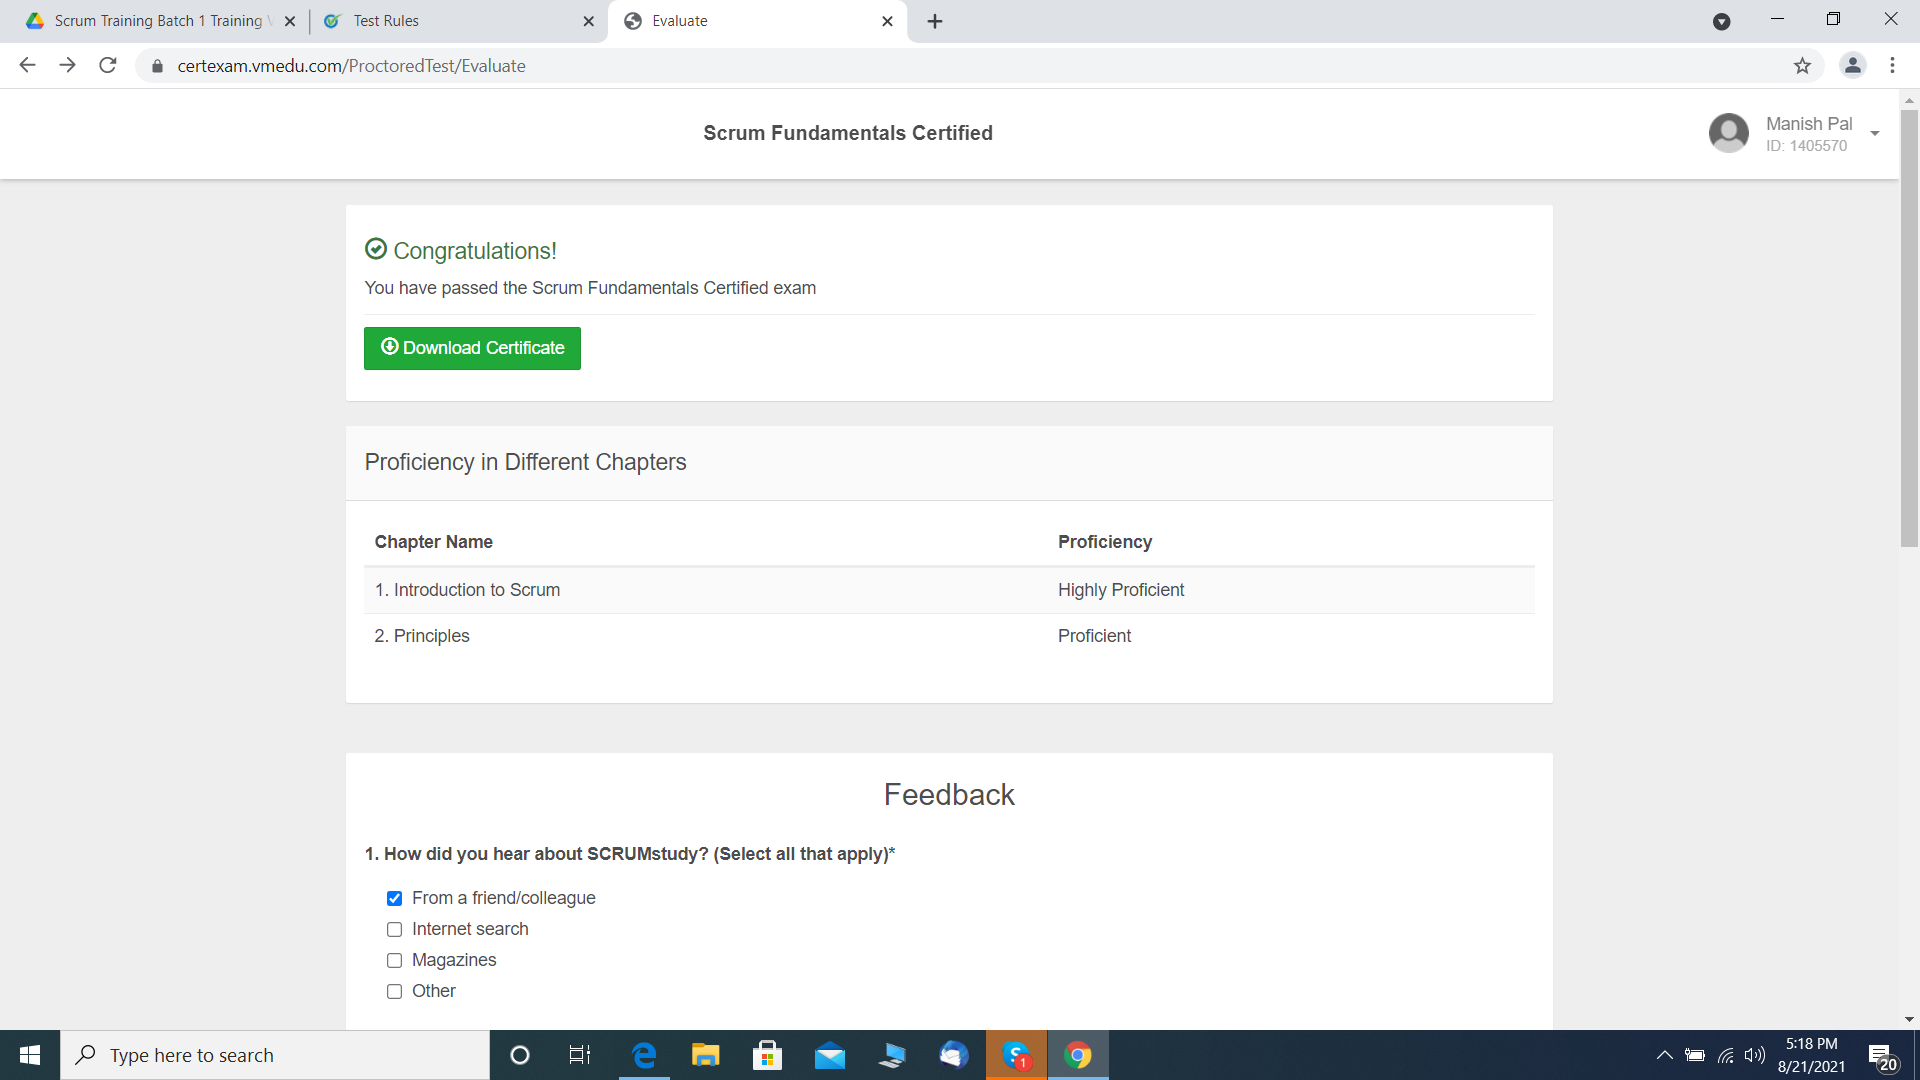 Scrum Training Batch 1 Training
Test Rules
Evaluate
certexam.vmedu.com/ProctoredTest/Evaluate
Scrum Fundamentals Certified
Manish Pal
ID: 1405570
Congratulations!
You have passed the Scrum Fundamentals Certified exam
Download Certificate
Proficiency in Different Chapters
Chapter Name Proficiency
1. Introduction to Scrum Highly Proficient
2. Principles Proficient
Feedback
1. How did you hear about SCRUMstudy? (Select all that apply)*
From a friend/colleague
Internet search
Magazines
Other
Type here to search
S
1
5:18 PM
8/21/2021
20